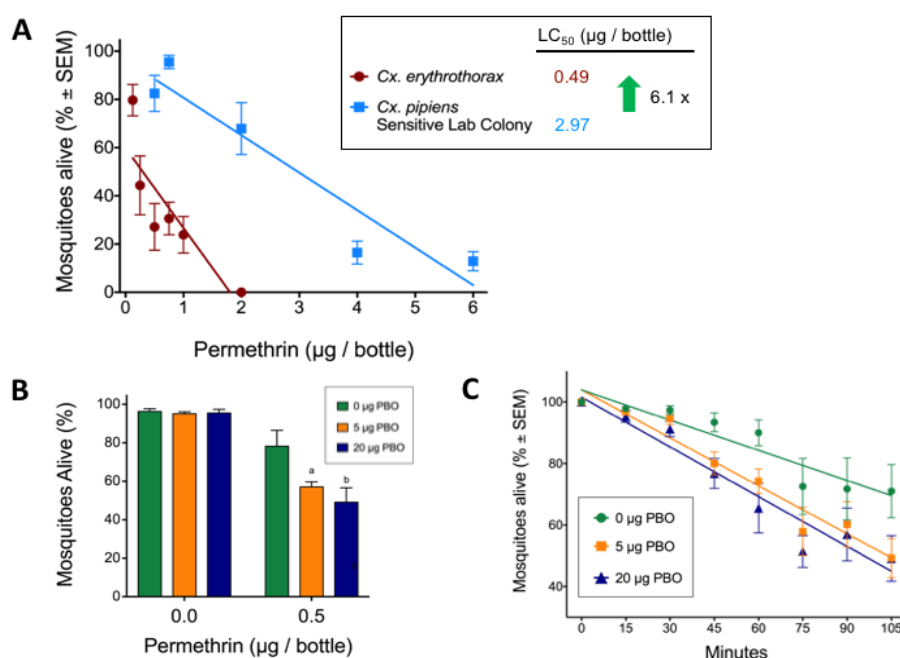 A
Mosquitoes alive (% ± SEM)
100
80
60
40
20
0
0 1 2 3 4 5 6
Permethrin (µg / bottle)
LC50 (µg / bottle)
Cx. erythrothorax 0.49
Cx. pipiens
Sensitive Lab Colony 2.97
6.1 x
B
Mosquitoes Alive (%)
100
80
60
40
20
0
0 µg PBO
5 µg PBO
20 µg PBO
a
b
0.0 0.5
Permethrin (µg / bottle)
C
Mosquitoes alive (% ± SEM)
100
80
60
40
0 µg PBO
5 µg PBO
20 µg PBO
0 15 30 45 60 75 90 105
Minutes